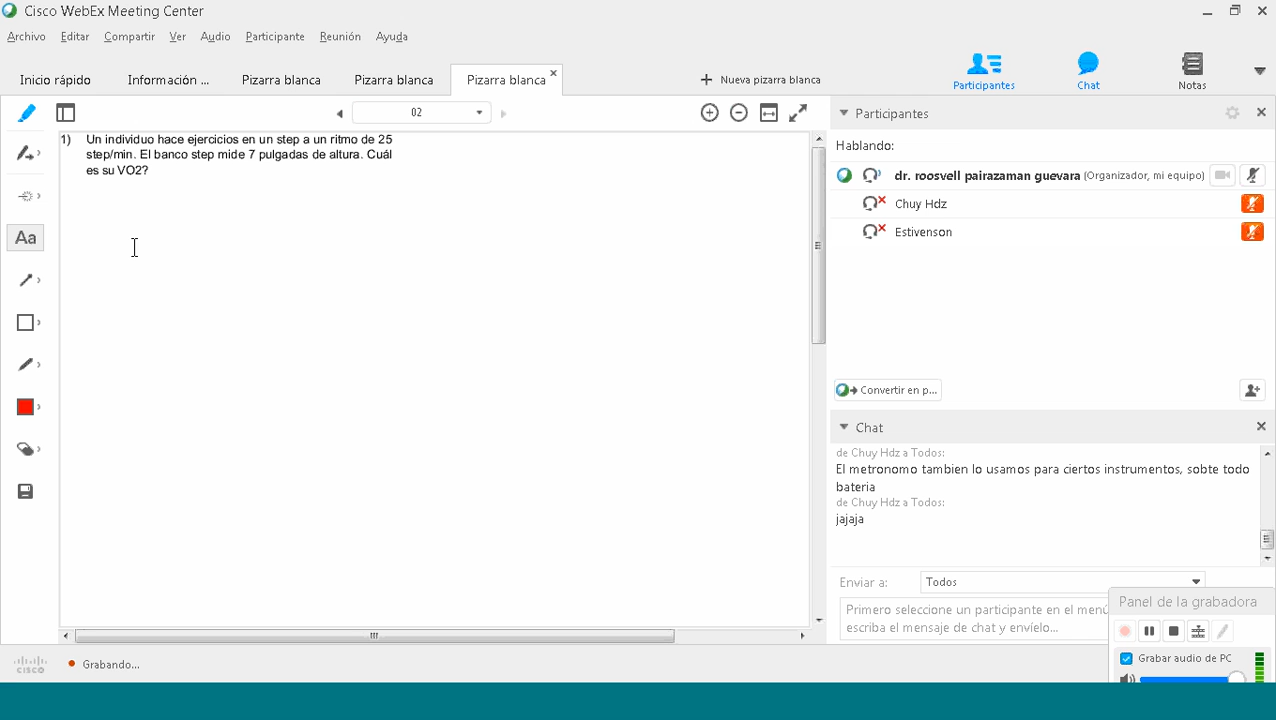 Cisco WebEx Meeting Center
Archivo Editar Compartir Ver Audio Participante Reunión Ayuda
Inicio rápido Información ... Pizarra blanca Pizarra blanca Pizarra blanca Nueva pizarra blanca
Participantes Chat Notas
02
1) Un individuo hace ejercicios en un step a un ritmo de 25
step/min. El banco step mide 7 pulgadas de altura. Cuál
es su VO2?
Aa
Participantes
Hablando:
dr. roosvell pairazaman guevara (Organizador, mi equipo)
Chuy Hdz
Estivenson
Convertir en p...
Chat
de Chuy Hdz a Todos:
El metronomo tambien lo usamos para ciertos instrumentos, sobte todo
bateria
de Chuy Hdz a Todos:
jajaja
Enviar a: Todos
Primero seleccione un participante en el menú
escriba el mensaje de chat y envíelo...
Panel de la grabadora
Grabar audio de PC
cisco
Grabando...